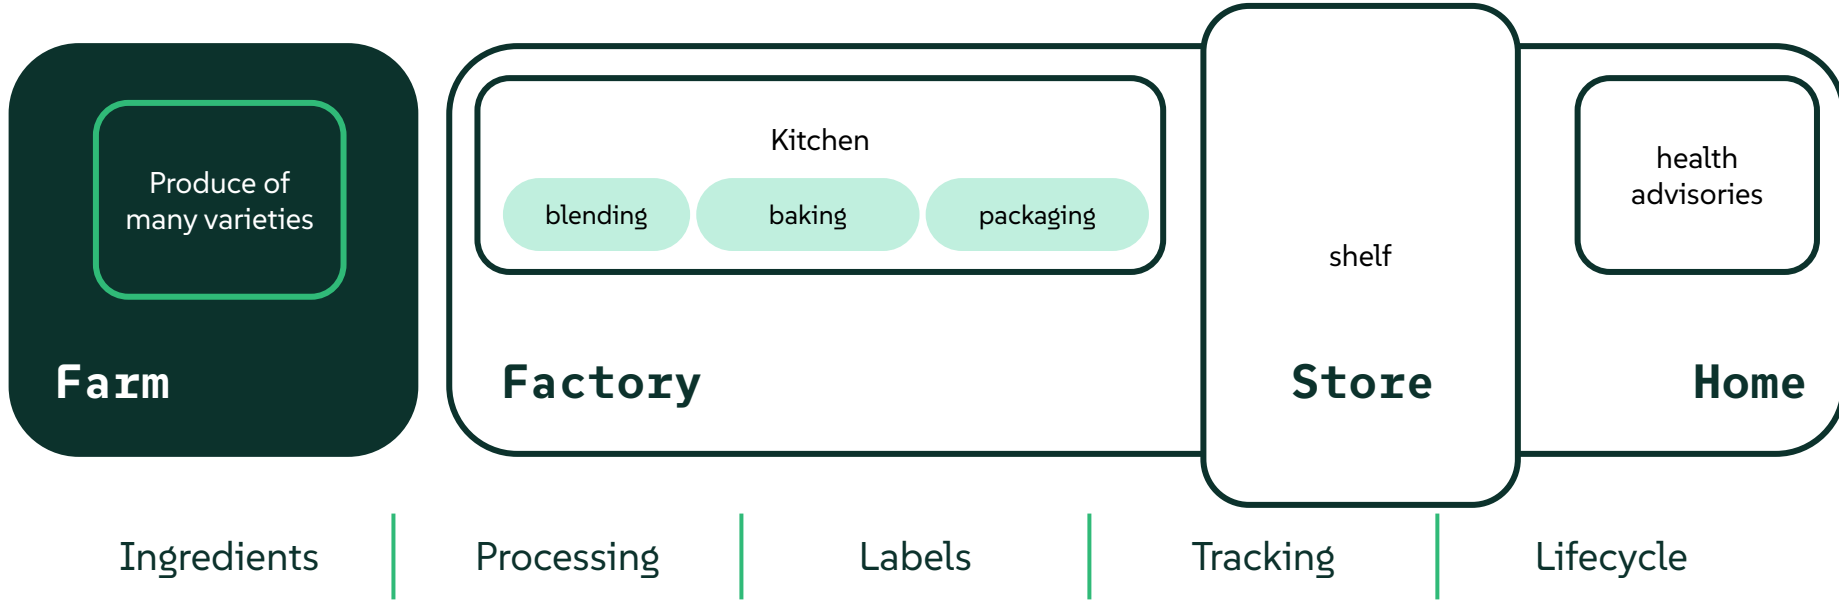 Produce of
many varieties
Farm
Kitchen
blending baking packaging
Factory
shelf
Store
health
advisories
Home
Ingredients Processing Labels Tracking Lifecycle